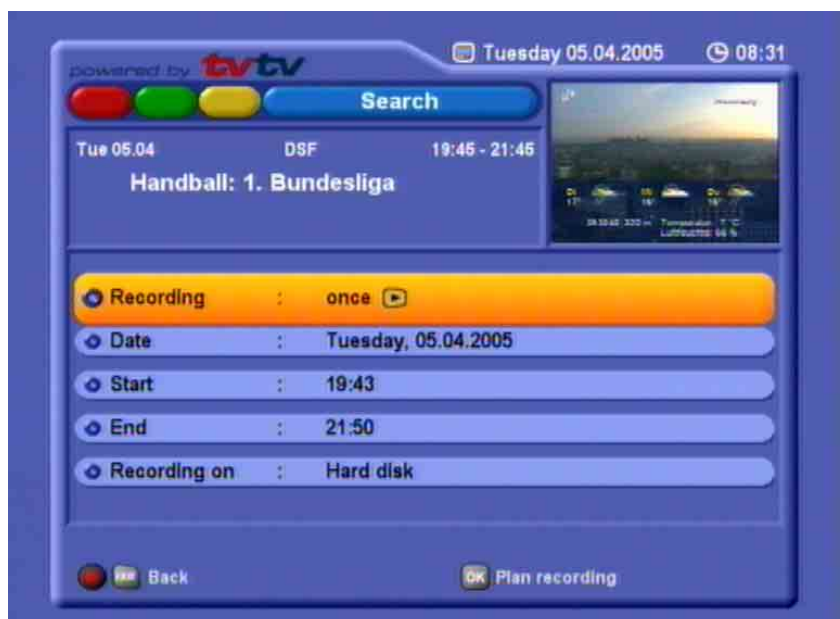 powered by tvtv
Tuesday 05.04.2005 08:31
Search
Tue 05.04 DSF 19:45 - 21:45
Handball: 1. Bundesliga
Recording : once
Date : Tuesday, 05.04.2005
Start : 19:43
End : 21:50
Recording on : Hard disk
Back
OK Plan recording